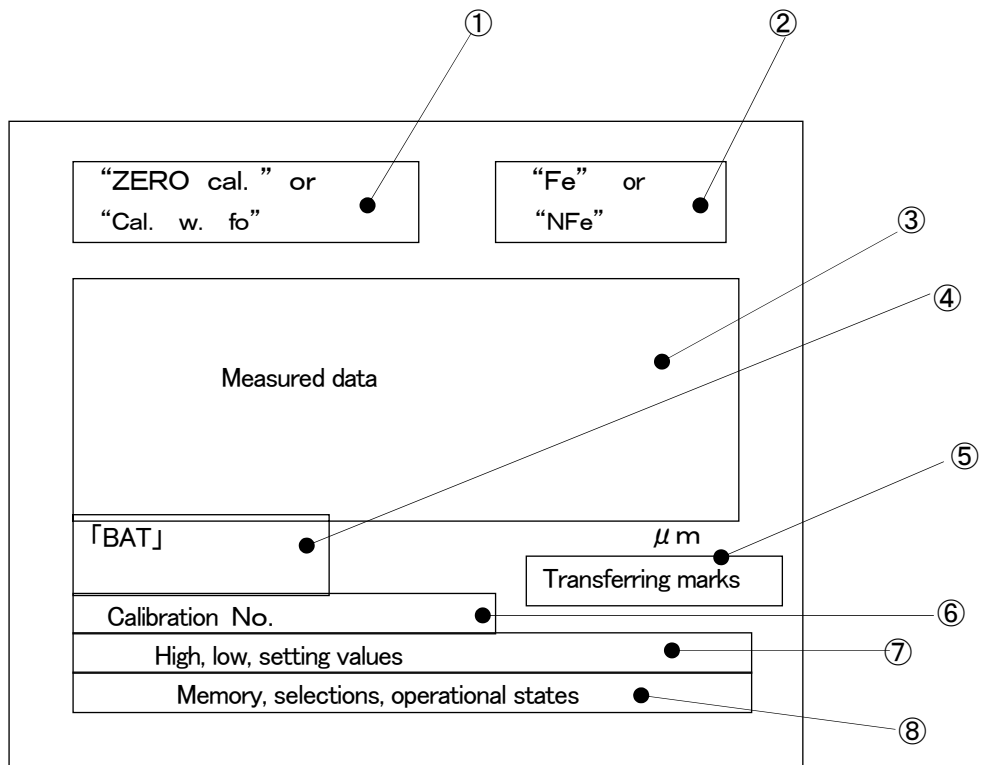 ① ②
“ZERO cal.” or
“Cal. w. fo”
“Fe” or
“NFe”
③
④
Measured data
⑤
「BAT」
μm
Transferring marks
⑥
Calibration No.
⑦
High, low, setting values
Memory, selections, operational states
⑧